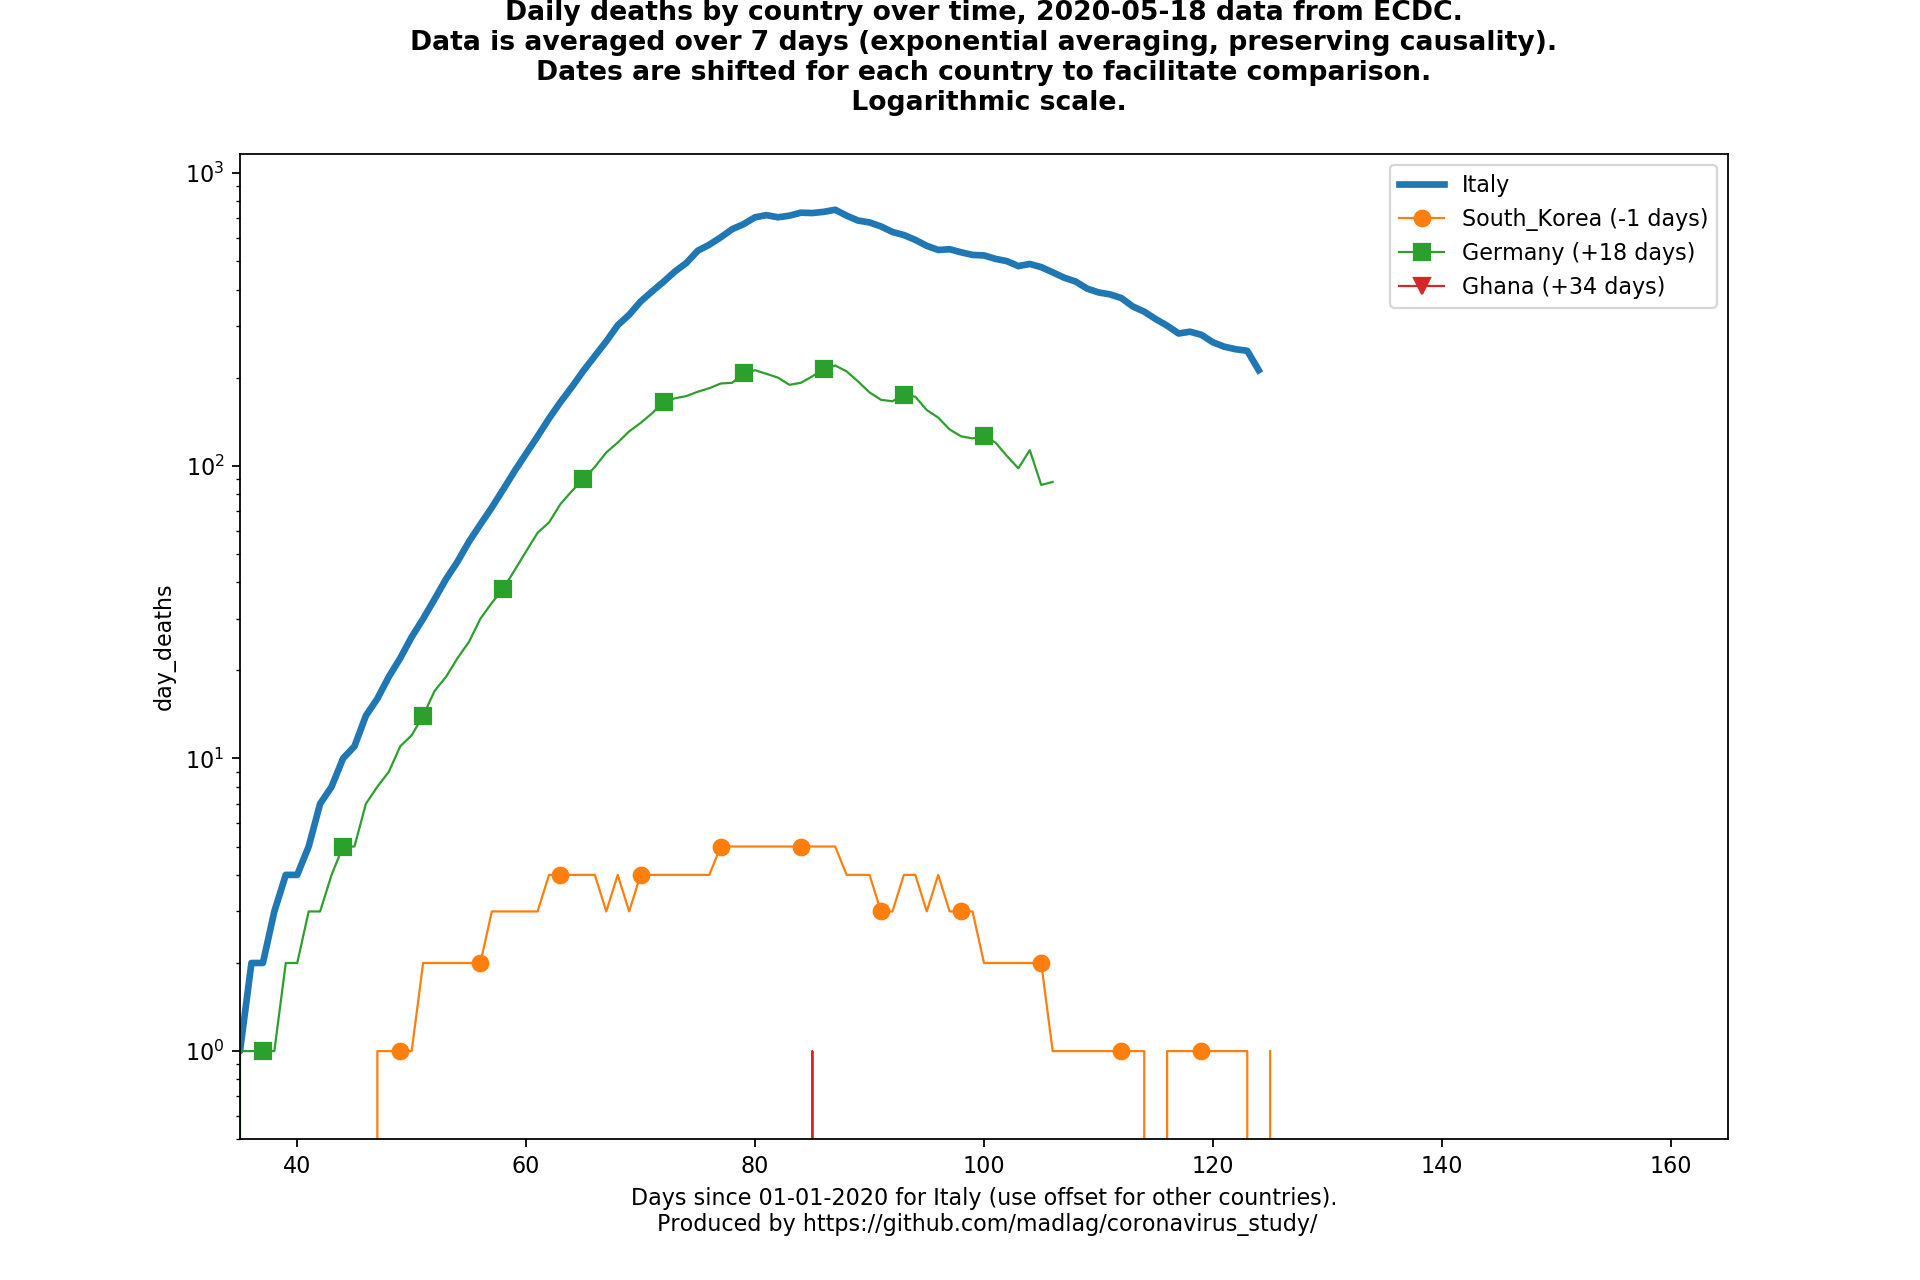 Daily deaths by country over time, 2020-05-18 data from ECDC.
Data is averaged over 7 days (exponential averaging, preserving causality).
Dates are shifted for each country to facilitate comparison.
Logarithmic scale.
10³
10²
10¹
10⁰
day_deaths
Italy
South_Korea (-1 days)
Germany (+18 days)
Ghana (+34 days)
40 60 80 100 120 140 160
Days since 01-01-2020 for Italy (use offset for other countries).
Produced by https://github.com/madlag/coronavirus_study/